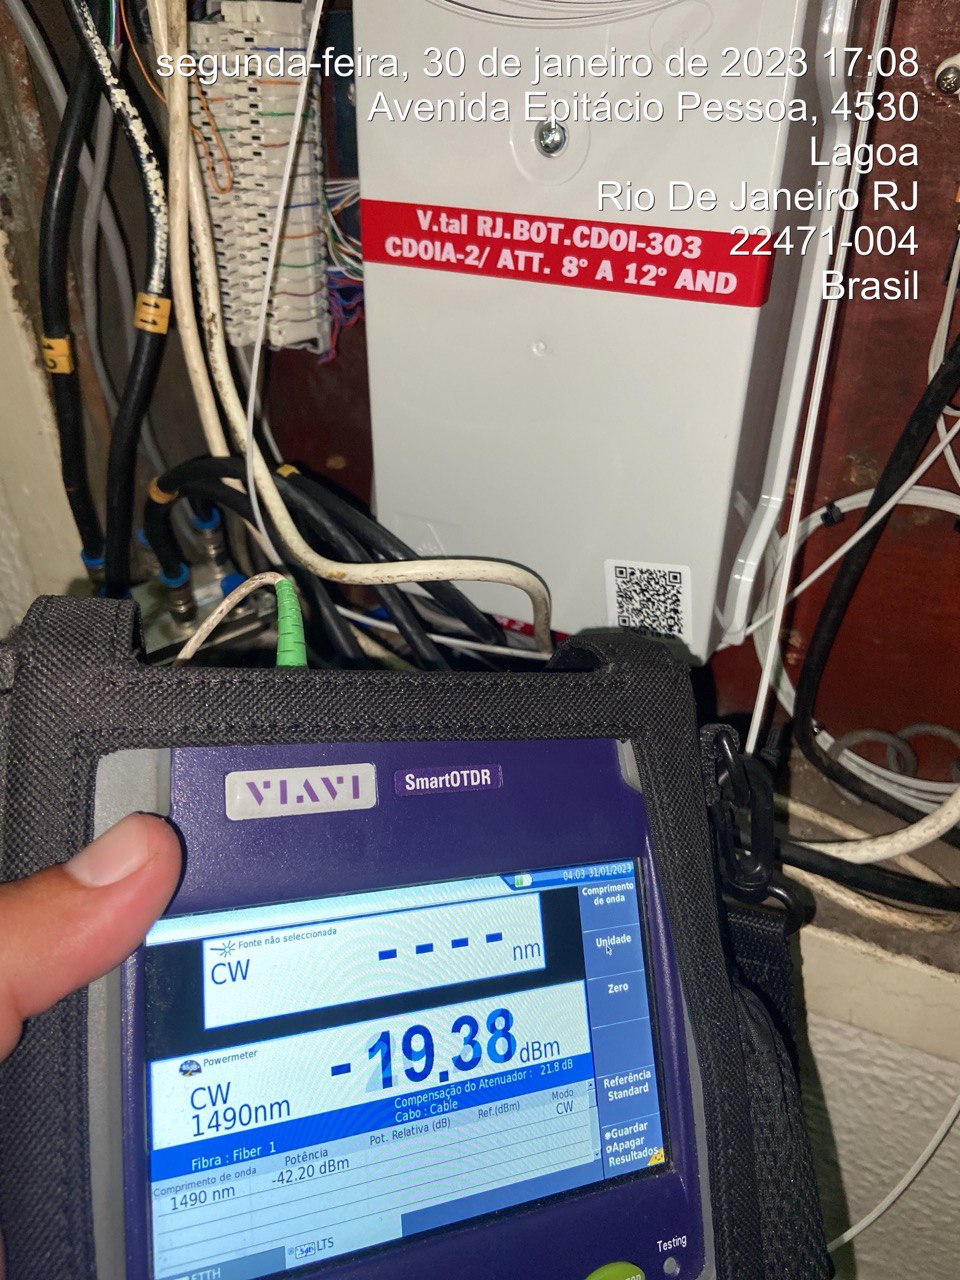 segunda-feira, 30 de janeiro de 2023 17:08
Avenida Epitácio Pessoa, 4530
Lagoa
Rio De Janeiro RJ
22471-004
Brasil
V.tal RJ.BOT.CDOI-303
CDOIA-2/ ATT. 8° A 12° AND
11
VIAVI
SmartOTDR
04:03 31/01/2023
Fonte não seleccionada
CW
- - - - nm
Comprimento
de onda
Unidade
Zero
Powermeter
CW
1490nm
-19.38 dBm
Compensação do Atenuador : 21.8 dB
Cabo : Cable
Referência
Standard
Fibra : Fiber 1
Comprimento de onda Potência Pot. Relativa (dB) Ref.(dBm) Modo
1490 nm -42.20 dBm CW
Guardar
Apagar
Resultados
LTS
FTTH
Testing